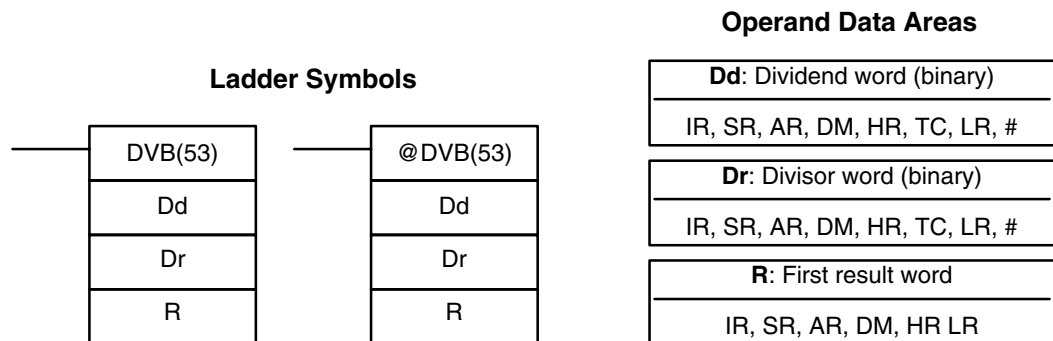 Ladder Symbols
DVB(53)
Dd
Dr
R
@DVB(53)
Dd
Dr
R
Operand Data Areas
Dd: Dividend word (binary)
IR, SR, AR, DM, HR, TC, LR, #
Dr: Divisor word (binary)
IR, SR, AR, DM, HR, TC, LR, #
R: First result word
IR, SR, AR, DM, HR LR